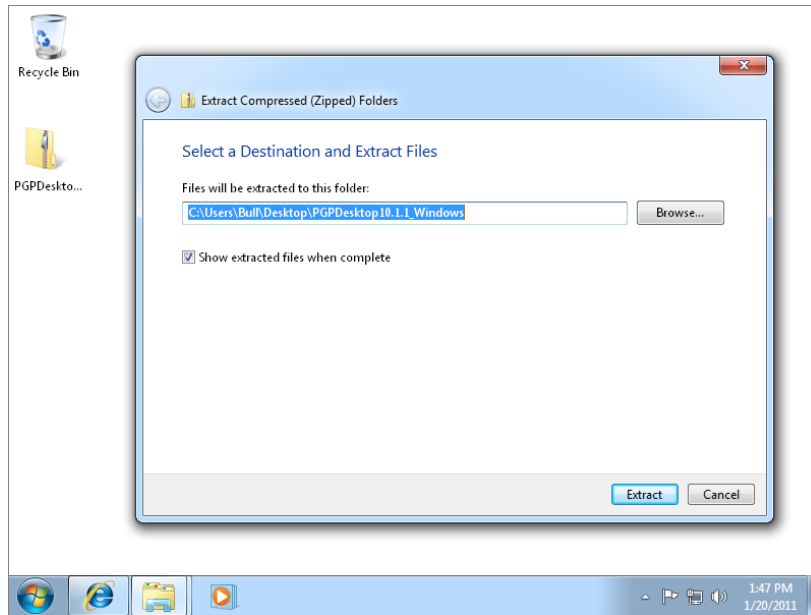 Recycle Bin
PGPDeskto...
Extract Compressed (Zipped) Folders
Select a Destination and Extract Files
Files will be extracted to this folder:
C:\Users\Bull\Desktop\PGPDesktop10.1.1_Windows
Browse...
Show extracted files when complete
Extract
Cancel
1:47 PM
1/20/2011